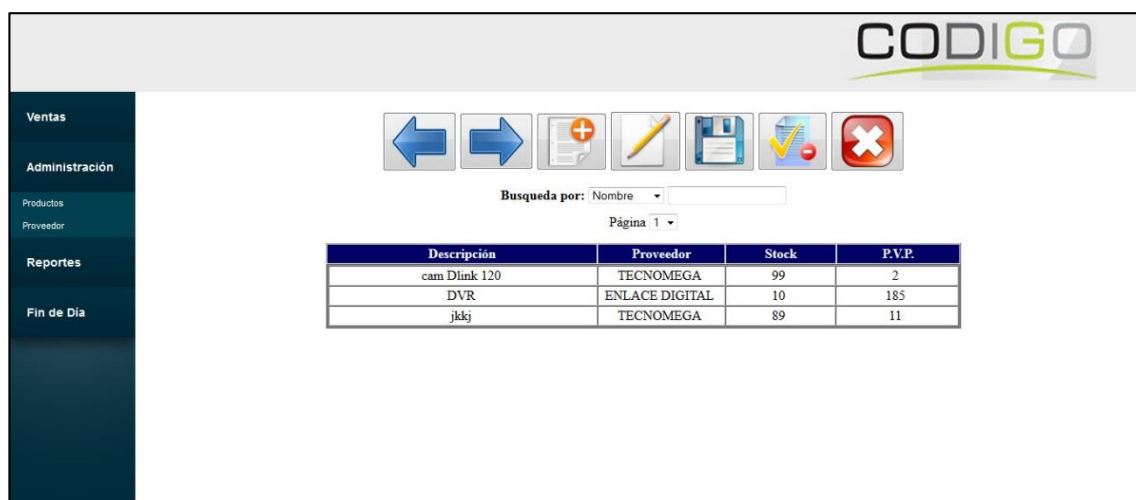 CODIGO
Ventas
Administración
Productos
Proveedor
Reportes
Fin de Día
Busqueda por: Nombre
Página 1
Descripción Proveedor Stock P.V.P.
cam Dlink 120 TECNOMEGA 99 2
DVR ENLACE DIGITAL 10 185
jkkj TECNOMEGA 89 11